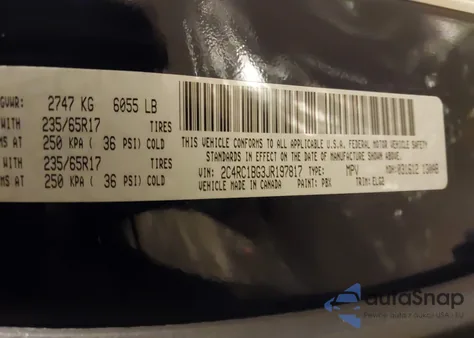 GVWR: 2747 KG 6055 LB
WITH 235/65R17 TIRES
MS AT 250 KPA ( 36 PSI) COLD
WITH 235/65R17 TIRES
MS AT 250 KPA ( 36 PSI) COLD
THIS VEHICLE CONFORMS TO ALL APPLICABLE U.S.A. FEDERAL MOTOR VEHICLE SAFETY
STANDARDS IN EFFECT ON THE DATE OF MANUFACTURE SHOWN ABOVE.
VIN: 2C4RC1BG3JR197817 TYPE: MPV
MADE IN CANADA PAINT: PBX TRIM: ELG2
auraSnap